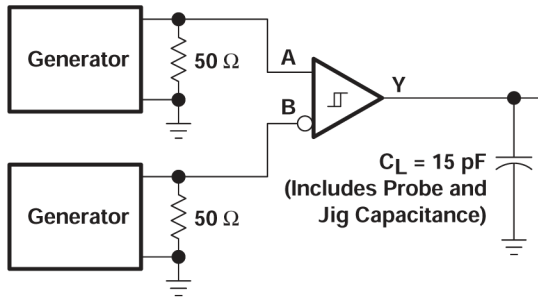 Generator
50 Ω
A
B
Y
Generator
50 Ω
C_L = 15 pF
(Includes Probe and
Jig Capacitance)